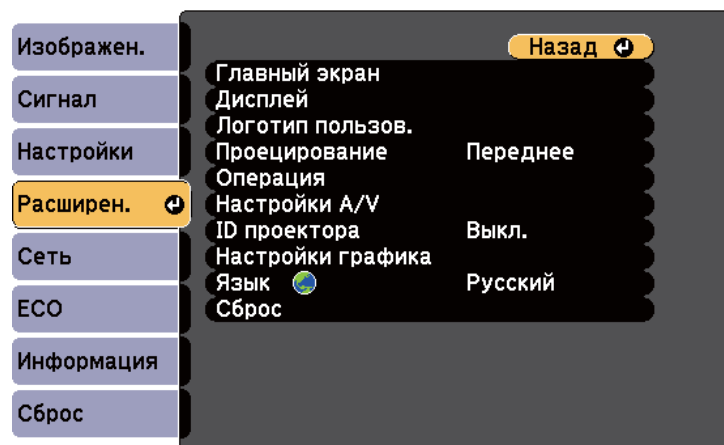 Изображен.
Сигнал
Настройки
Расширен.
Сеть
ECO
Информация
Сброс
Назад
Главный экран
Дисплей
Логотип пользов.
Проецирование Переднее
Операция
Настройки A/V
ID проектора Выкл.
Настройки графика
Язык Русский
Сброс